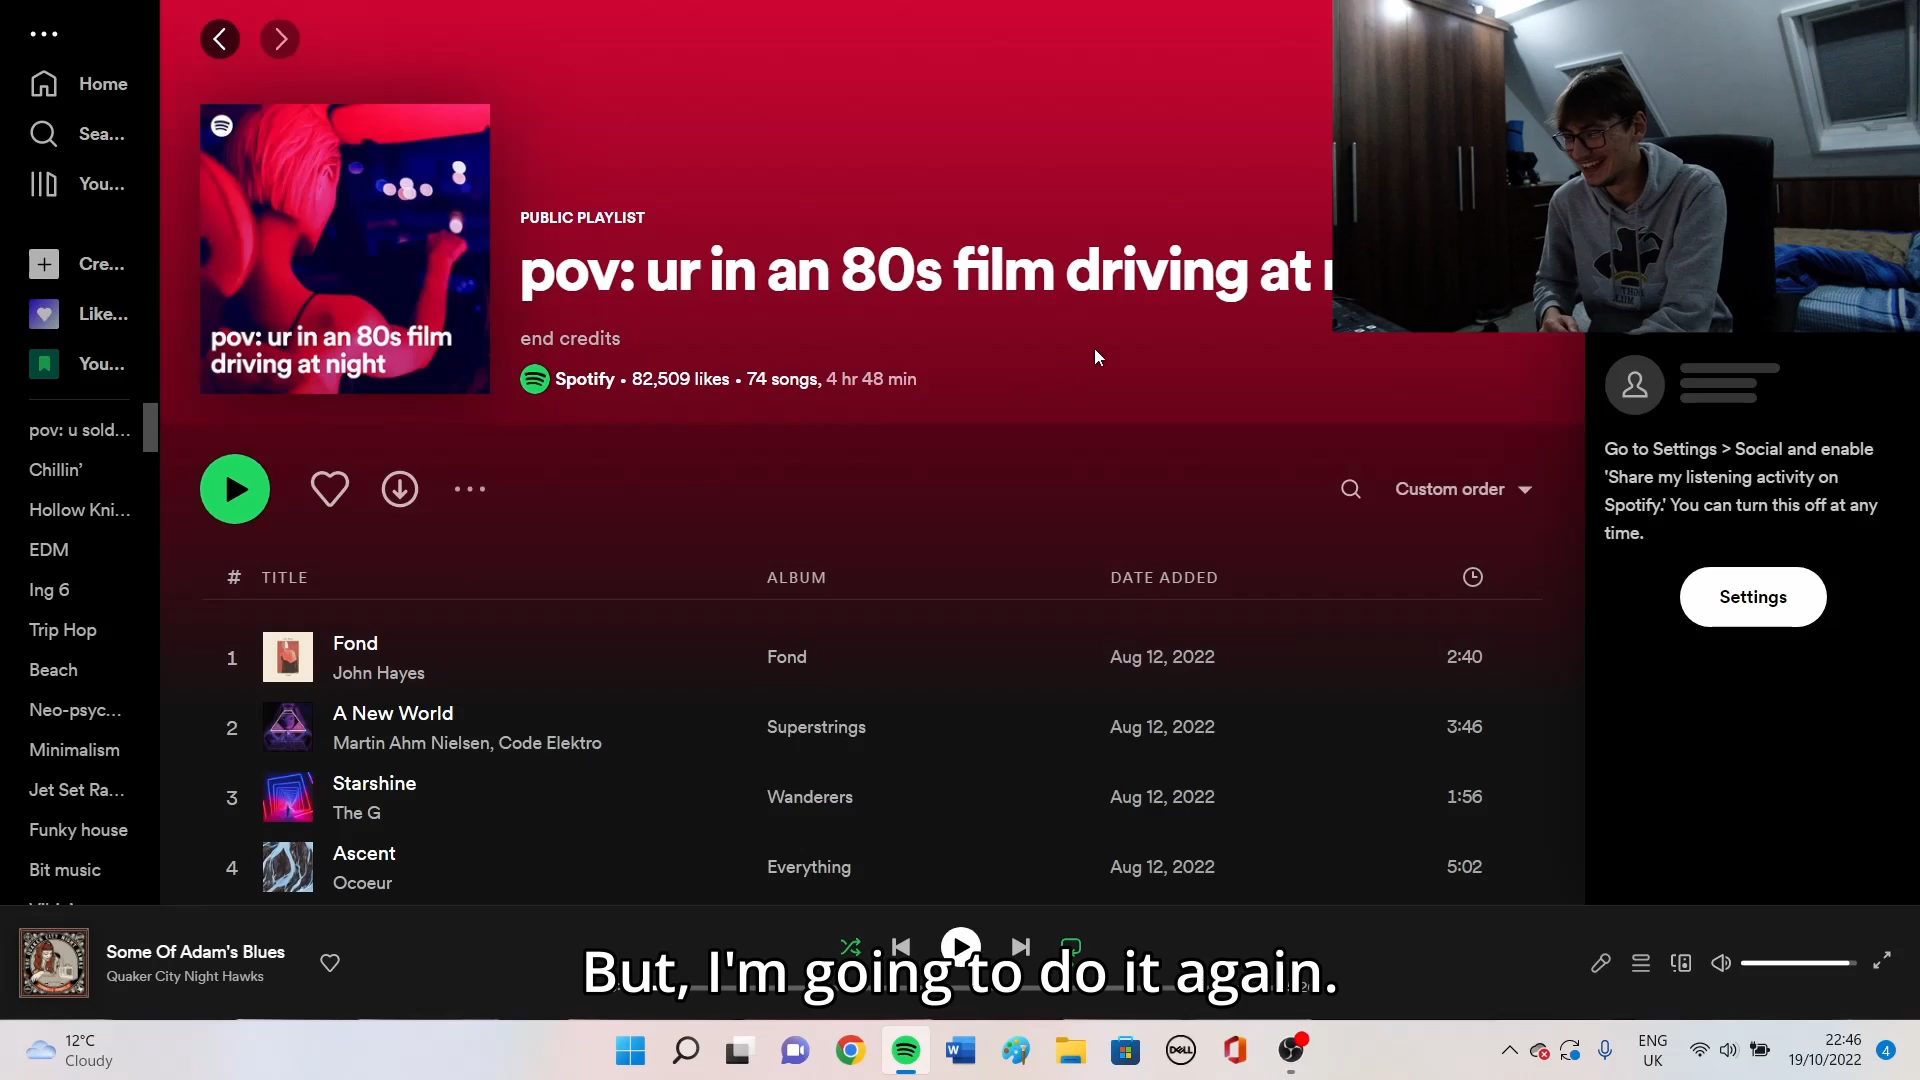 Home
Sea...
You...
Cre...
Like...
You...
pov: u sold...
Chillin'
Hollow Kni...
EDM
Ing 6
Trip Hop
Beach
Neo-psyc...
Minimalism
Jet Set Ra...
Funky house
Bit music
pov: ur in an 80s film
driving at night
PUBLIC PLAYLIST
pov: ur in an 80s film driving at
end credits
Spotify • 82,509 likes • 74 songs, 4 hr 48 min
Custom order
# TITLE ALBUM DATE ADDED
1 Fond Fond Aug 12, 2022 2:40
John Hayes
2 A New World Superstrings Aug 12, 2022 3:46
Martin Ahm Nielsen, Code Elektro
3 Starshine Wanderers Aug 12, 2022 1:56
The G
4 Ascent Everything Aug 12, 2022 5:02
Ocoeur
Go to Settings > Social and enable
'Share my listening activity on
Spotify.' You can turn this off at any
time.
Settings
Some Of Adam's Blues
Quaker City Night Hawks
But, I'm going to do it again.
12°C
Cloudy
W
DELL
ENG
UK
22:46
19/10/2022
4